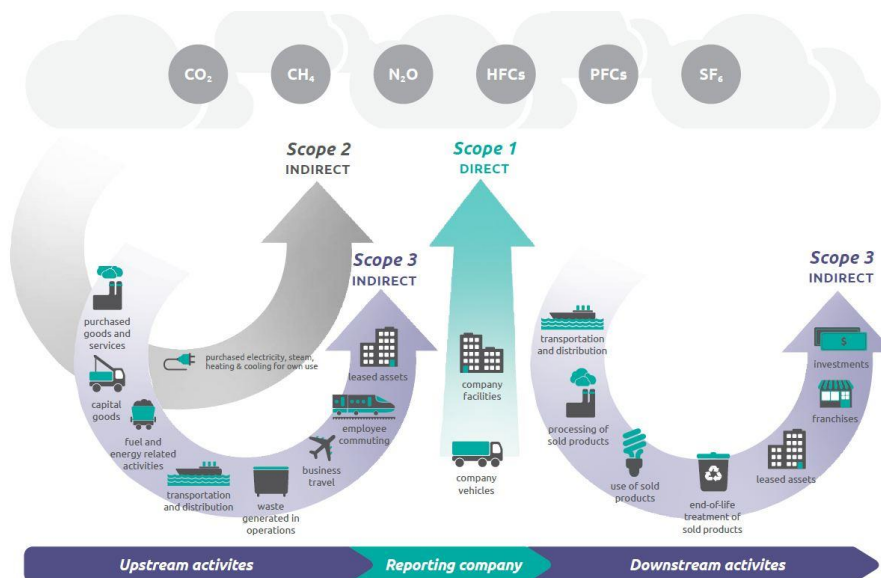 CO₂
CH₄
N₂O
HFCs
PFCs
SF₆
Scope 2
INDIRECT
Scope 1
DIRECT
Scope 3
INDIRECT
Scope 3
INDIRECT
purchased
goods and
services
capital
goods
fuel and
energy related
activities
transportation
and distribution
waste
generated in
operations
business
travel
employee
commuting
leased assets
purchased electricity, steam,
heating & cooling for own use
company
facilities
company
vehicles
transportation
and distribution
processing of
sold products
use of sold
products
end-of-life
treatment of
sold products
leased assets
franchises
investments
$
Upstream activites
Reporting company
Downstream activites